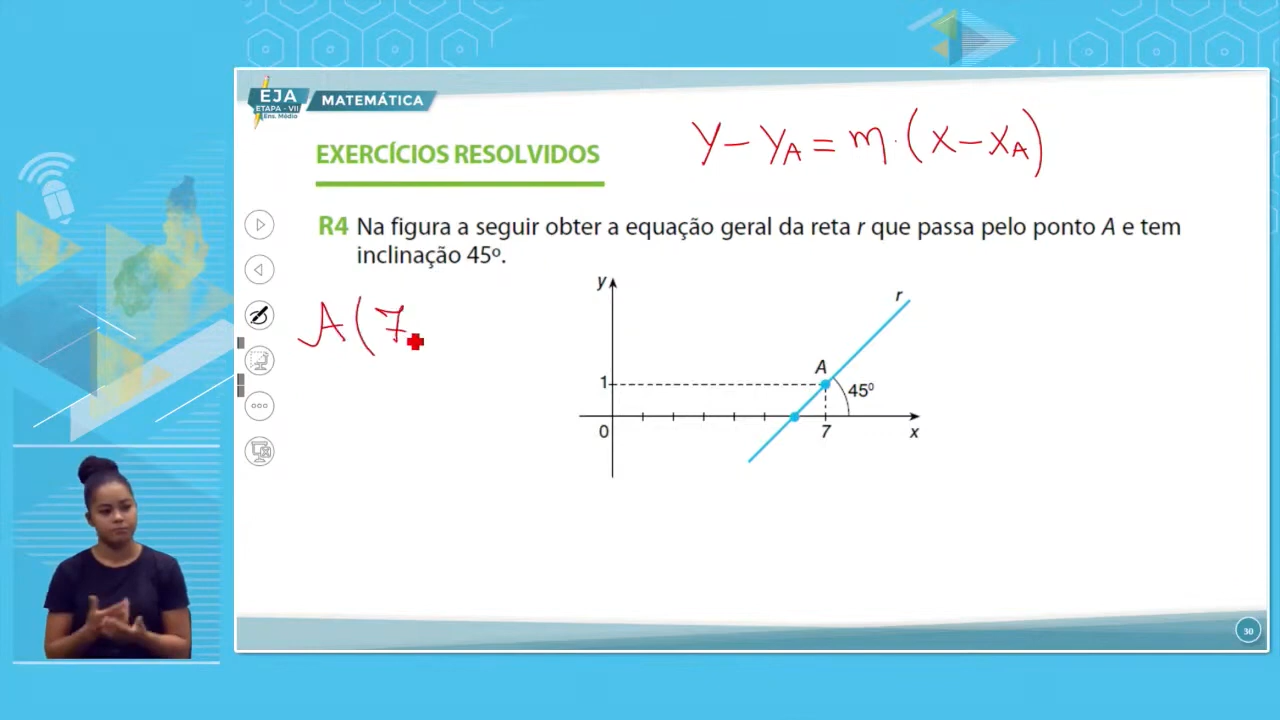 EJA
ETAPA - VII
Ens. Médio
MATEMÁTICA
EXERCÍCIOS RESOLVIDOS
y - yA = m · (x - xA)
R4 Na figura a seguir obter a equação geral da reta r que passa pelo ponto A e tem
inclinação 45º.
A(7
y
r
A
1
45º
0
7
x
30